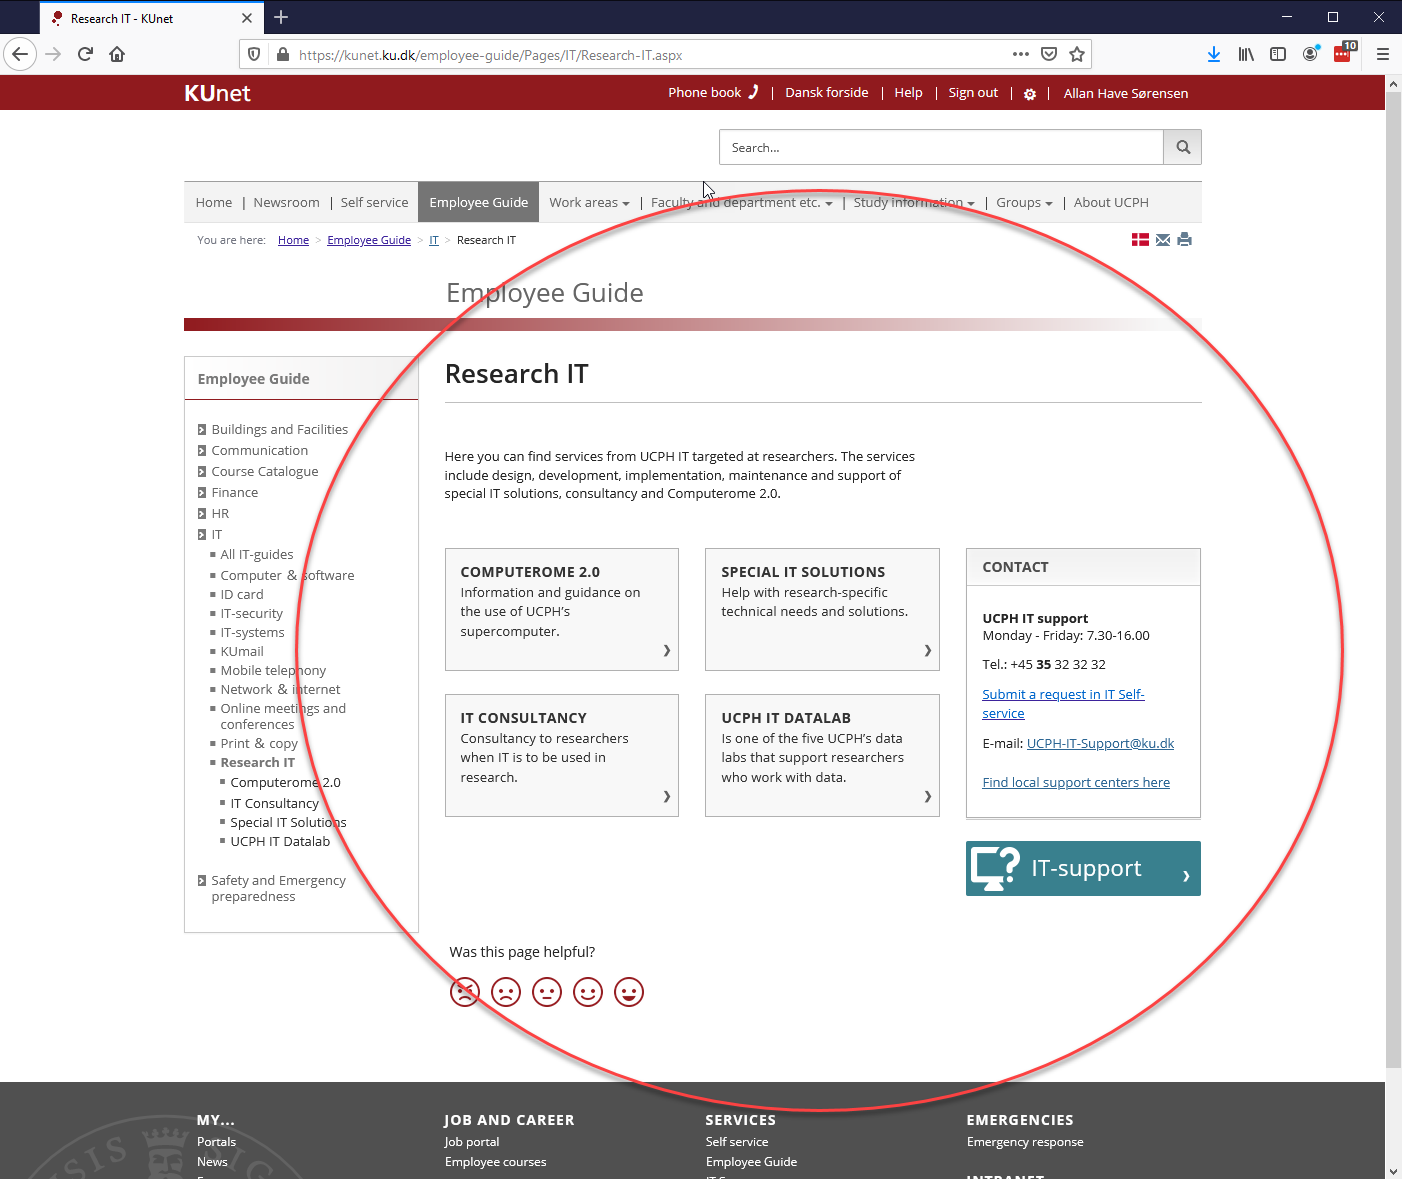 Research IT - KUnet
https://kunet.ku.dk/employee-guide/Pages/IT/Research-IT.aspx
10
KUnet
Phone book | Dansk forside | Help | Sign out | | Allan Have Sørensen
Search...
Home | Newsroom | Self service Employee Guide Work areas | Faculty and department etc. | Study information | Groups | About UCPH
You are here: Home > Employee Guide > IT > Research IT
Employee Guide
Employee Guide
Buildings and Facilities
Communication
Course Catalogue
Finance
HR
IT
All IT-guides
Computer & software
ID card
IT-security
IT-systems
KUmail
Mobile telephony
Network & internet
Online meetings and
conferences
Print & copy
Research IT
Computerome 2.0
IT Consultancy
Special IT Solutions
UCPH IT Datalab
Safety and Emergency
preparedness
Research IT
Here you can find services from UCPH IT targeted at researchers. The services
include design, development, implementation, maintenance and support of
special IT solutions, consultancy and Computerome 2.0.
COMPUTEROME 2.0
Information and guidance on
the use of UCPH's
supercomputer.
SPECIAL IT SOLUTIONS
Help with research-specific
technical needs and solutions.
IT CONSULTANCY
Consultancy to researchers
when IT is to be used in
research.
UCPH IT DATALAB
Is one of the five UCPH's data
labs that support researchers
who work with data.
CONTACT
UCPH IT support
Monday - Friday: 7.30-16.00
Tel.: +45 35 32 32 32
Submit a request in IT Self-
service
E-mail: UCPH-IT-Support@ku.dk
Find local support centers here
IT-support
Was this page helpful?
MY...
Portals
News
JOB AND CAREER
Job portal
Employee courses
SERVICES
Self service
Employee Guide
EMERGENCIES
Emergency response
INTRANET